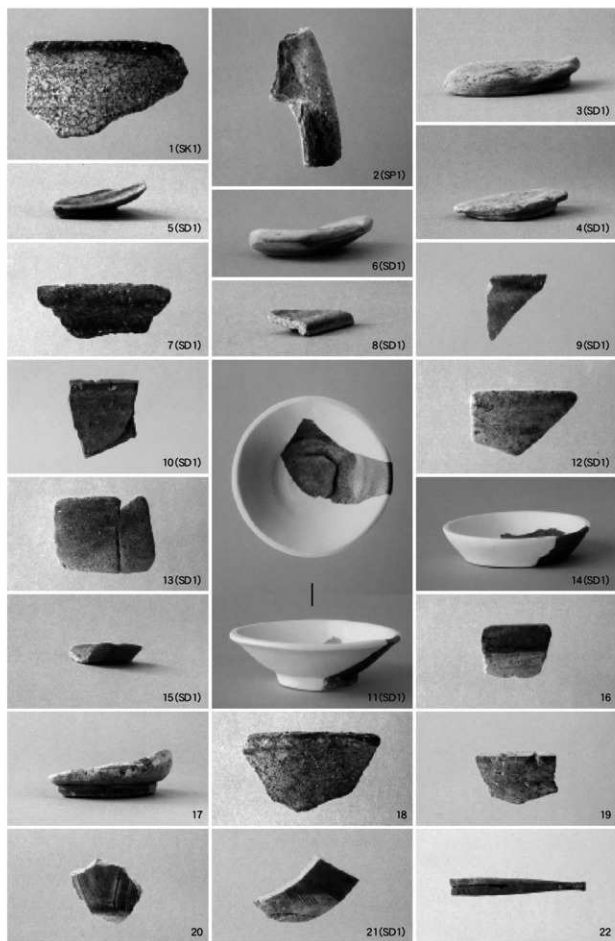 1(SK1)
2(SP1)
3(SD1)
4(SD1)
5(SD1)
6(SD1)
7(SD1)
8(SD1)
9(SD1)
10(SD1)
11(SD1)
12(SD1)
13(SD1)
14(SD1)
15(SD1)
16
17
18
19
20
21(SD1)
22